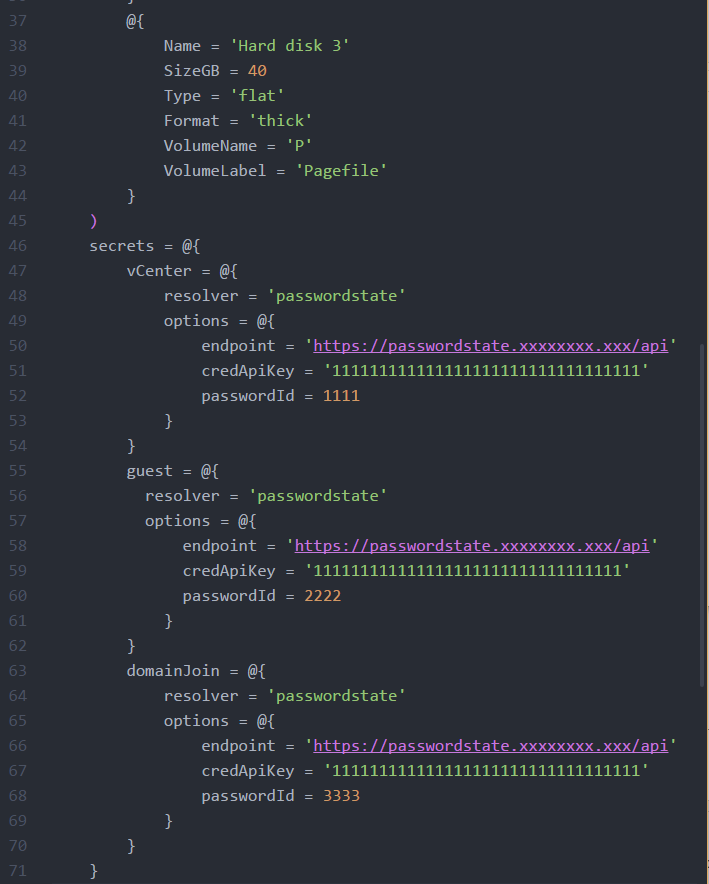 37 @{
38 Name = 'Hard disk 3'
39 SizeGB = 40
40 Type = 'flat'
41 Format = 'thick'
42 VolumeName = 'P'
43 VolumeLabel = 'Pagefile'
44 }
45 )
46 secrets = @{
47 vCenter = @{
48 resolver = 'passwordstate'
49 options = @{
50 endpoint = 'https://passwordstate.xxxxxxxx.xxx/api'
51 credApiKey = '111111111111111111111111111111111'
52 passwordId = 1111
53 }
54 }
55 guest = @{
56 resolver = 'passwordstate'
57 options = @{
58 endpoint = 'https://passwordstate.xxxxxxxx.xxx/api'
59 credApiKey = '111111111111111111111111111111111'
60 passwordId = 2222
61 }
62 }
63 domainJoin = @{
64 resolver = 'passwordstate'
65 options = @{
66 endpoint = 'https://passwordstate.xxxxxxxx.xxx/api'
67 credApiKey = '111111111111111111111111111111111'
68 passwordId = 3333
69 }
70 }
71 }